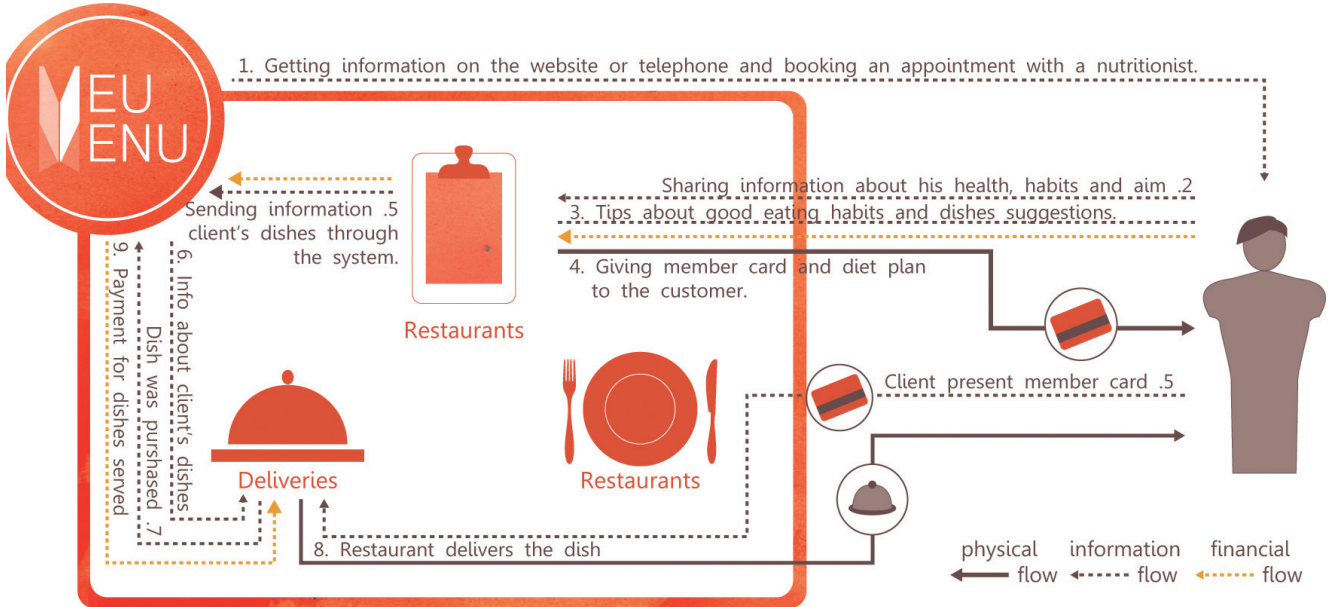 1. Getting information on the website or telephone and booking an appointment with a nutritionist.
MEU
MENU
Sharing information about his health, habits and aim .2
3. Tips about good eating habits and dishes suggestions.
4. Giving member card and diet plan
to the customer.
Sending information .5
client's dishes through
the system.
Restaurants
9. Payment for dishes served
Dish was purshased .7
6. Info about client's dishes
Client present member card .5
Deliveries
Restaurants
8. Restaurant delivers the dish
physical
flow
information
flow
financial
flow